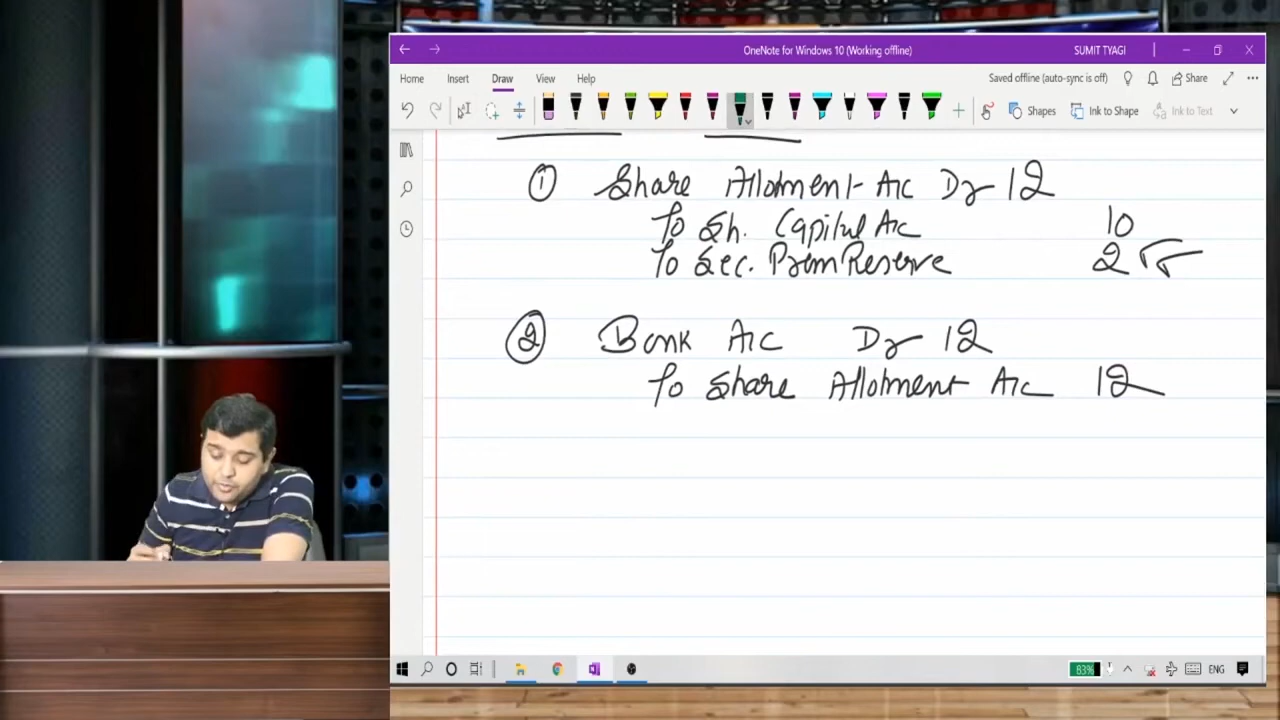 OneNote for Windows 10 (Working offline)
SUMIT TYAGI
Home Insert Draw View Help
Saved offline (auto-sync is off)
Share
Shapes
Ink to Shape
Ink to Text
① Share Allotment A/c Dr 12
To Sh. Capital A/c 10
To Sec. Prem Reserve 2
② Bank A/c Dr 12
To Share Allotment A/c 12
83%
ENG